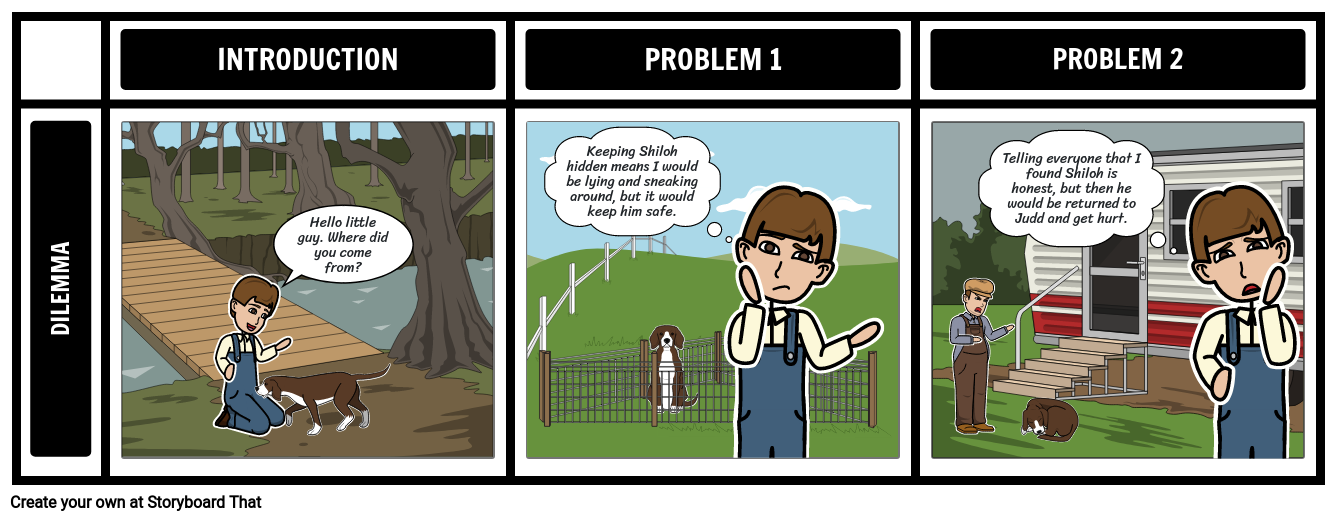 INTRODUCTION
PROBLEM 1
PROBLEM 2
DILEMMA
Hello little
guy. Where did
you come
from?
Keeping Shiloh
hidden means I would
be lying and sneaking
around, but it would
keep him safe.
Telling everyone that I
found Shiloh is
honest, but then he
would be returned to
Judd and get hurt.
Create your own at Storyboard That